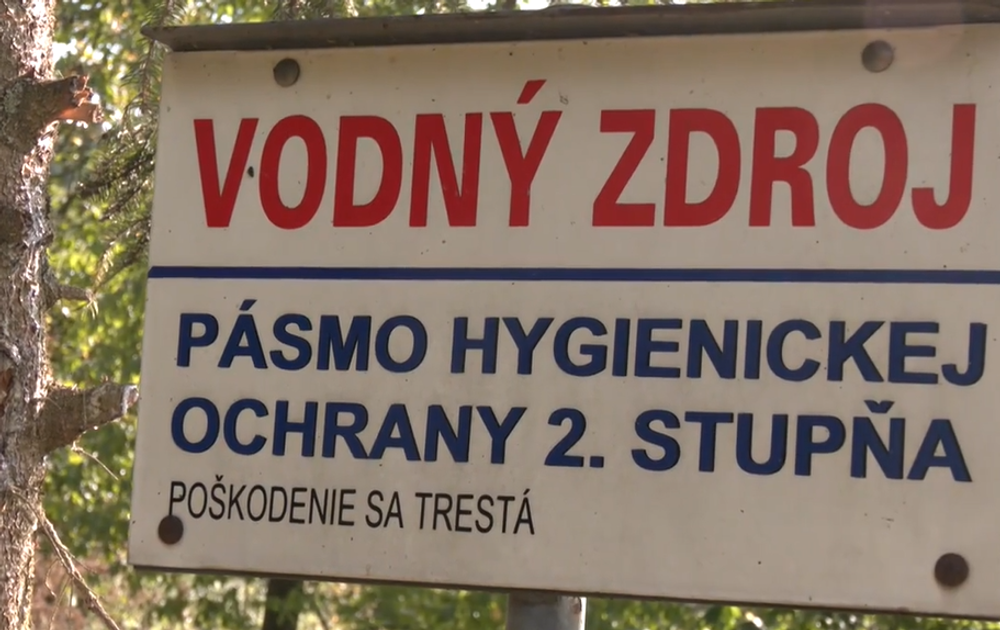 VODNÝ ZDROJ
PÁSMO HYGIENICKEJ
OCHRANY 2. STUPŇA
POŠKODENIE SA TRESTÁ